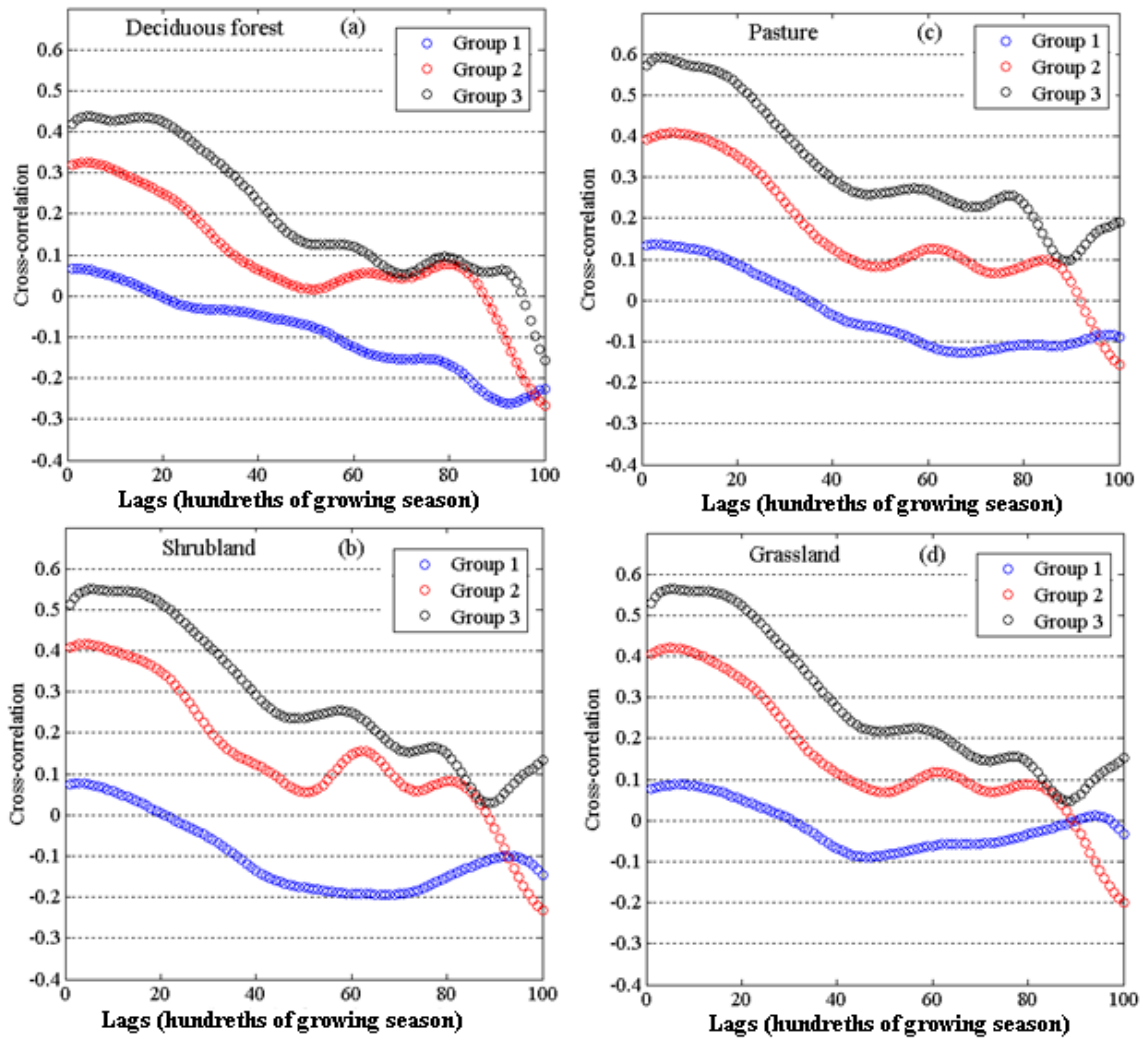 Deciduous forest (a)
Group 1
Group 2
Group 3
Cross-correlation
0.6
0.5
0.4
0.3
0.2
0.1
0
-0.1
-0.2
-0.3
-0.4
0 20 40 60 80 100
Lags (hundreths of growing season)
Pasture (c)
Group 1
Group 2
Group 3
Cross-correlation
0.6
0.5
0.4
0.3
0.2
0.1
0
-0.1
-0.2
-0.3
-0.4
0 20 40 60 80 100
Lags (hundreths of growing season)
Shrubland (b)
Group 1
Group 2
Group 3
Cross-correlation
0.6
0.5
0.4
0.3
0.2
0.1
0
-0.1
-0.2
-0.3
-0.4
0 20 40 60 80 100
Lags (hundreths of growing season)
Grassland (d)
Group 1
Group 2
Group 3
Cross-correlation
0.6
0.5
0.4
0.3
0.2
0.1
0
-0.1
-0.2
-0.3
-0.4
0 20 40 60 80 100
Lags (hundreths of growing season)